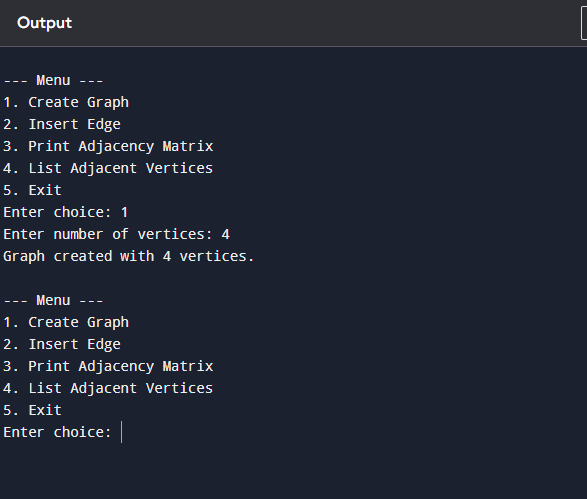 Output
--- Menu ---
1. Create Graph
2. Insert Edge
3. Print Adjacency Matrix
4. List Adjacent Vertices
5. Exit
Enter choice: 1
Enter number of vertices: 4
Graph created with 4 vertices.
--- Menu ---
1. Create Graph
2. Insert Edge
3. Print Adjacency Matrix
4. List Adjacent Vertices
5. Exit
Enter choice: